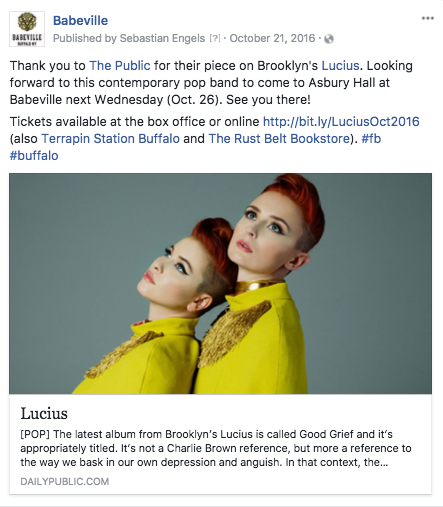 BABEVILLE
BUFFALO NY
Babeville
Published by Sebastian Engels [?] · October 21, 2016 ·
Thank you to The Public for their piece on Brooklyn's Lucius. Looking
forward to this contemporary pop band to come to Asbury Hall at
Babeville next Wednesday (Oct. 26). See you there!
Tickets available at the box office or online http://bit.ly/LuciusOct2016
(also Terrapin Station Buffalo and The Rust Belt Bookstore). #fb
#buffalo
Lucius
[POP] The latest album from Brooklyn's Lucius is called Good Grief and it's
appropriately titled. It's not a Charlie Brown reference, but more a reference to
the way we bask in our own depression and anguish. In that context, the...
DAILYPUBLIC.COM